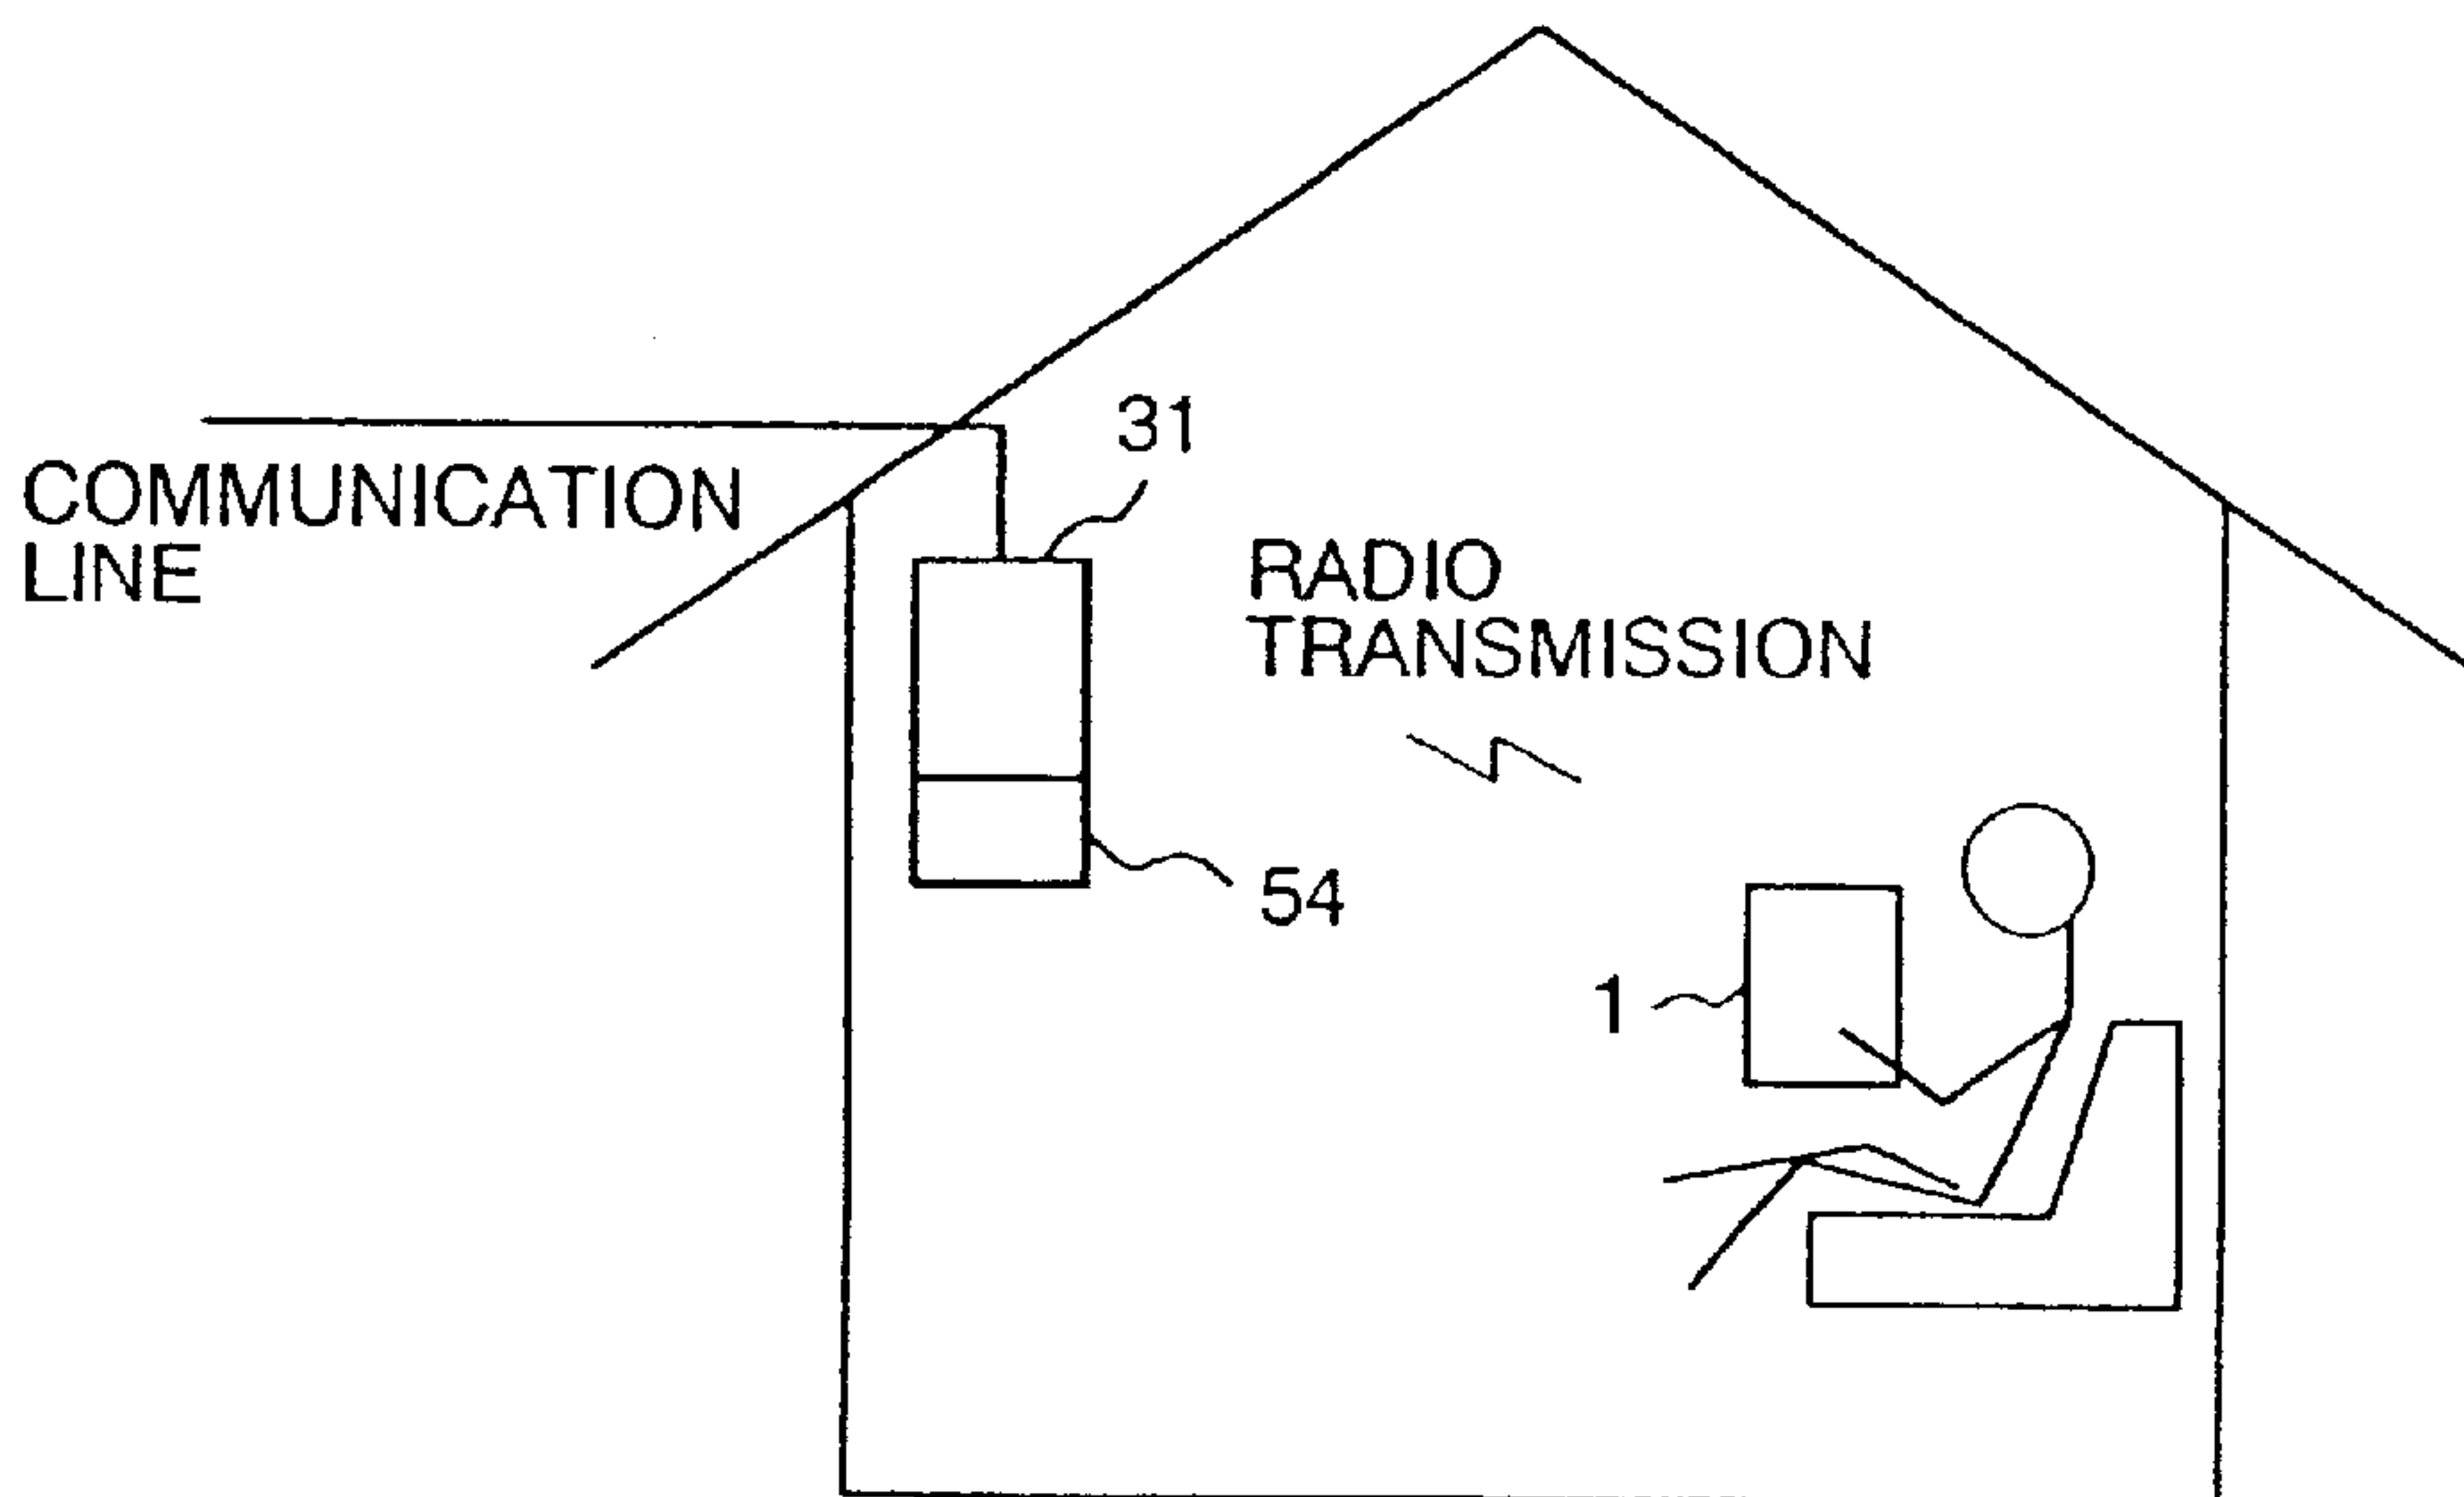 31
COMMUNICATION
LINE
RADIO
TRANSMISSION
54
1